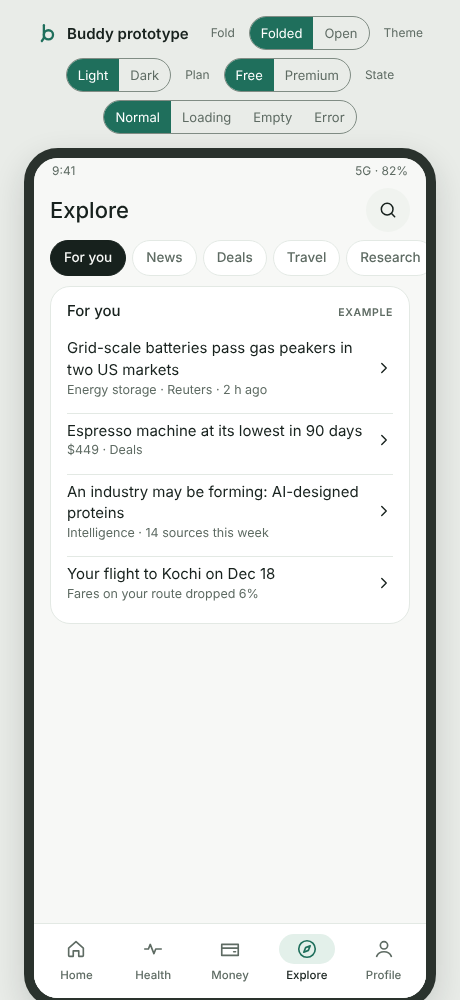 Buddy prototype
Fold
Folded
Open
Theme
Light
Dark
Plan
Free
Premium
State
Normal
Loading
Empty
Error
9:41
5G · 82%
Explore
For you
News
Deals
Travel
Research
For you
EXAMPLE
Grid-scale batteries pass gas peakers in
two US markets
Energy storage · Reuters · 2 h ago
Espresso machine at its lowest in 90 days
$449 · Deals
An industry may be forming: AI-designed
proteins
Intelligence · 14 sources this week
Your flight to Kochi on Dec 18
Fares on your route dropped 6%
Home
Health
Money
Explore
Profile